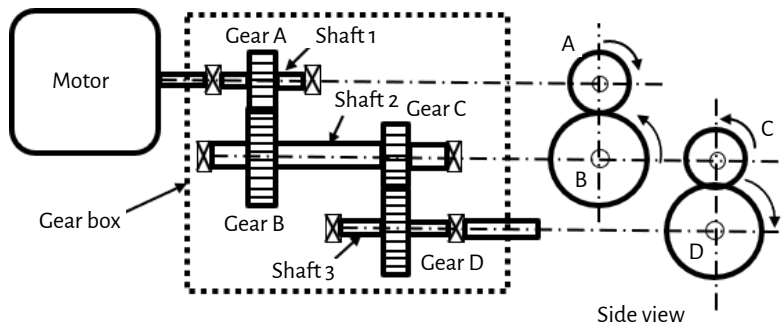 Gear A
Shaft 1
A
Motor
Shaft 2
Gear C
C
B
Gear box
Gear B
Shaft 3
Gear D
D
Side view